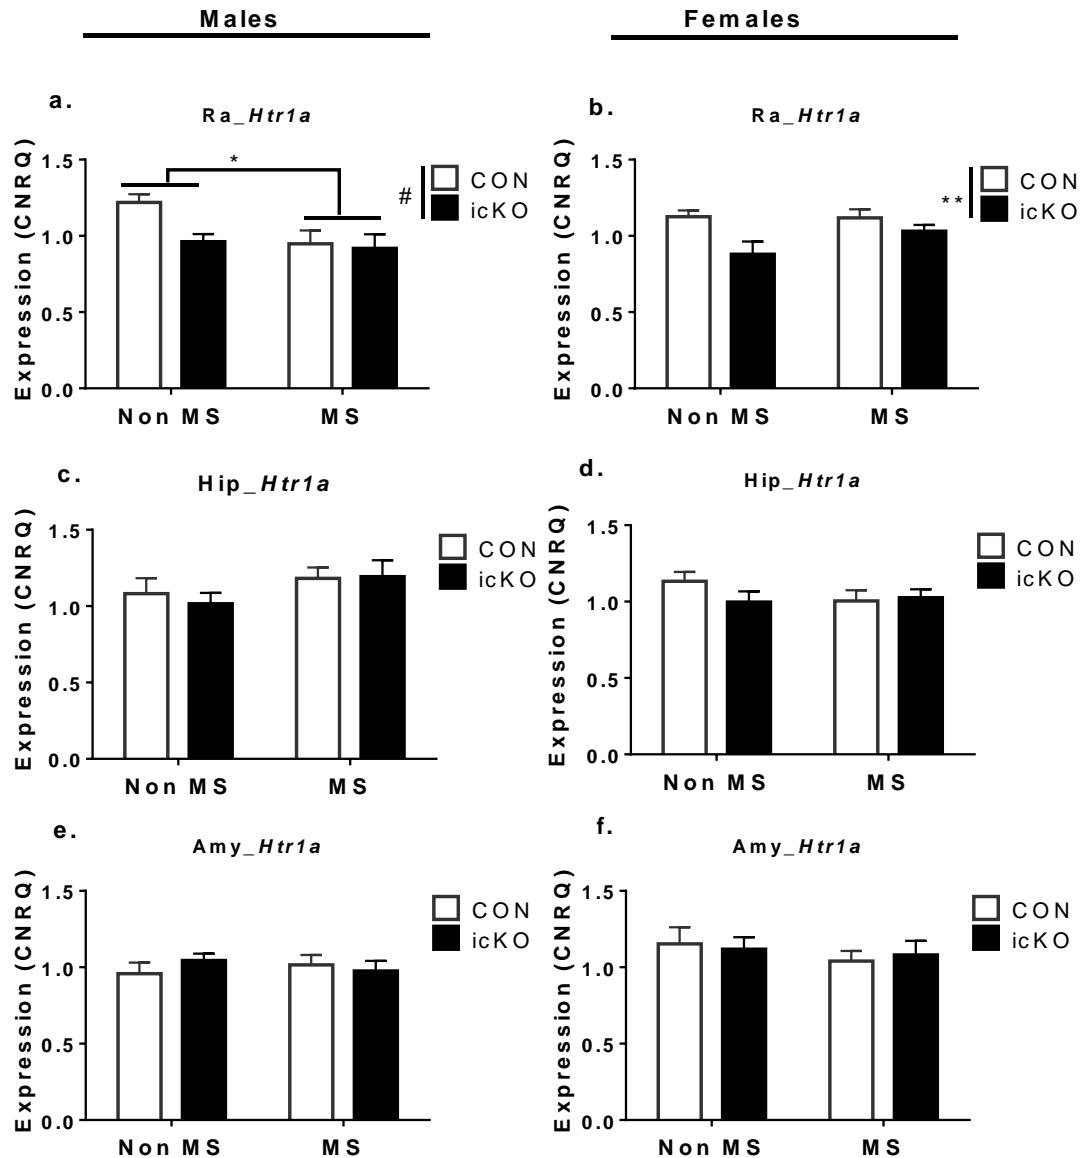 Males
Females
a.
Ra_Htr1a
Expression (CNRQ)
1.5
1.0
0.5
0.0
*
#
CON
icKO
Non MS
MS
b.
Ra_Htr1a
Expression (CNRQ)
1.5
1.0
0.5
0.0
**
CON
icKO
Non MS
MS
c.
Hip_Htr1a
Expression (CNRQ)
1.5
1.0
0.5
0.0
CON
icKO
Non MS
MS
d.
Hip_Htr1a
Expression (CNRQ)
1.5
1.0
0.5
0.0
CON
icKO
Non MS
MS
e.
Amy_Htr1a
Expression (CNRQ)
1.5
1.0
0.5
0.0
CON
icKO
Non MS
MS
f.
Amy_Htr1a
Expression (CNRQ)
1.5
1.0
0.5
0.0
CON
icKO
Non MS
MS